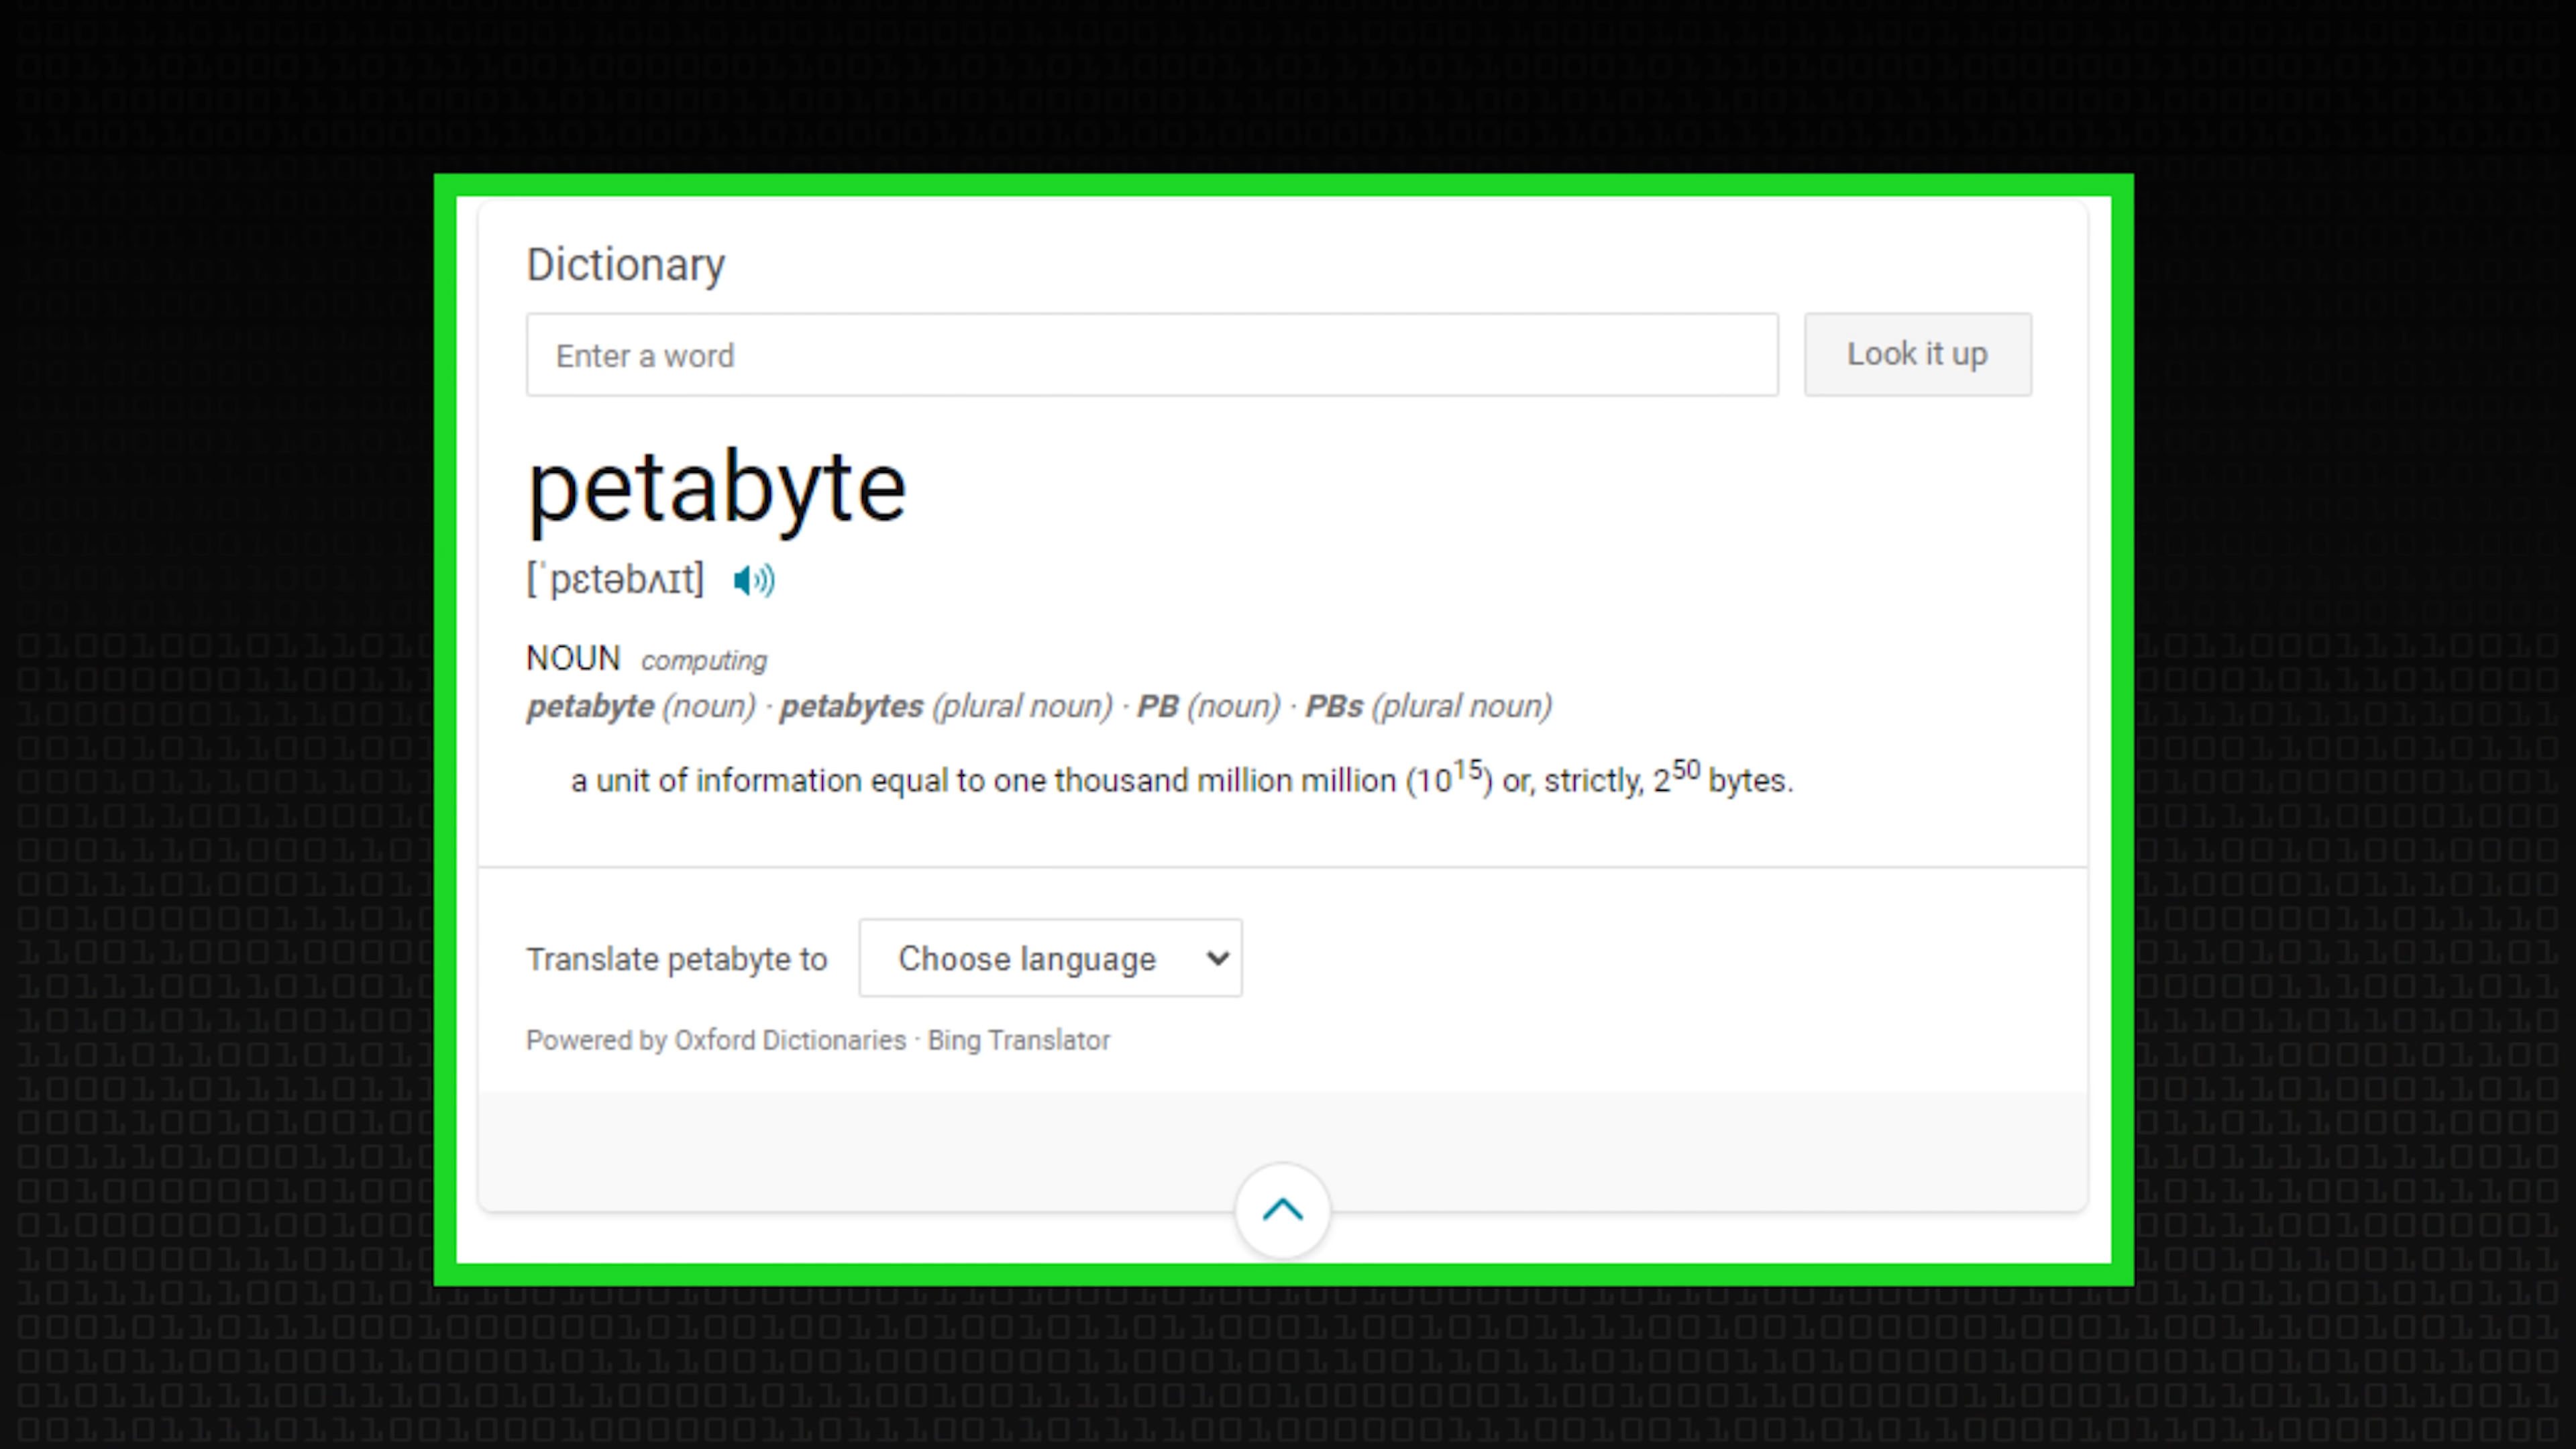 Dictionary
Enter a word
Look it up
petabyte
[ˈpɛtəbʌɪt]
NOUN computing
petabyte (noun) · petabytes (plural noun) · PB (noun) · PBs (plural noun)
a unit of information equal to one thousand million million (10¹⁵) or, strictly, 2⁵⁰ bytes.
Translate petabyte to
Choose language
Powered by Oxford Dictionaries · Bing Translator